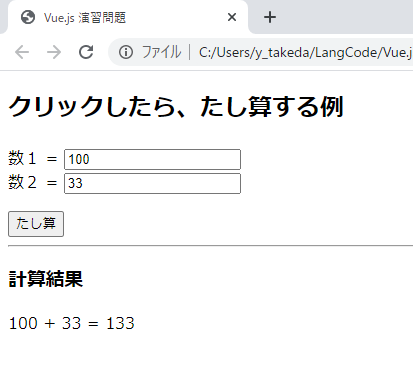 Vue.js 演習問題
ファイル | C:/Users/y_takeda/LangCode/Vue.j
クリックしたら、たし算する例
数１ = 100
数２ = 33
たし算
計算結果
100 + 33 = 133